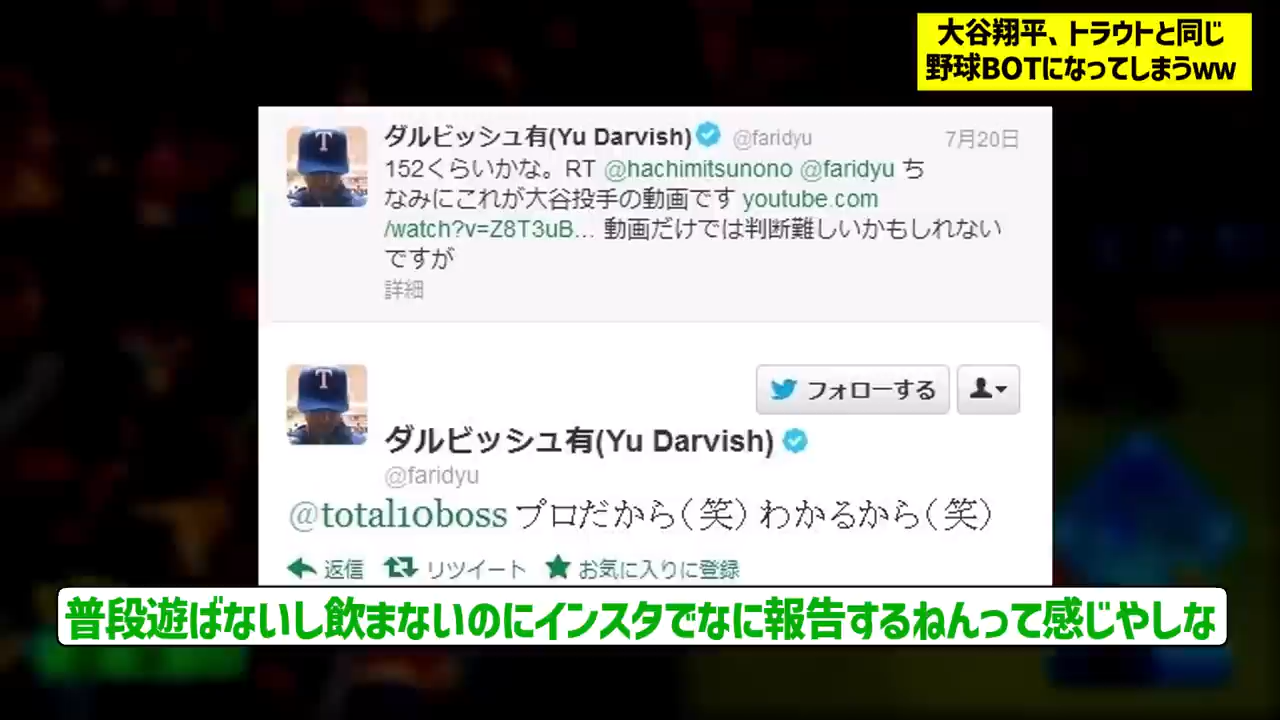 大谷翔平、トラウトと同じ
野球BOTになってしまうww
ダルビッシュ有(Yu Darvish) @faridyu 7月20日
152くらいかな。RT @hachimitsunono @faridyu ち
なみにこれが大谷投手の動画です youtube.com
/watch?v=Z8T3uB... 動画だけでは判断難しいかもしれない
ですが
詳細
フォローする
ダルビッシュ有(Yu Darvish)
@faridyu
@total10boss プロだから（笑）わかるから（笑）
返信 リツイート お気に入りに登録
普段遊ばないし飲まないのにインスタでなに報告するねんって感じやしな